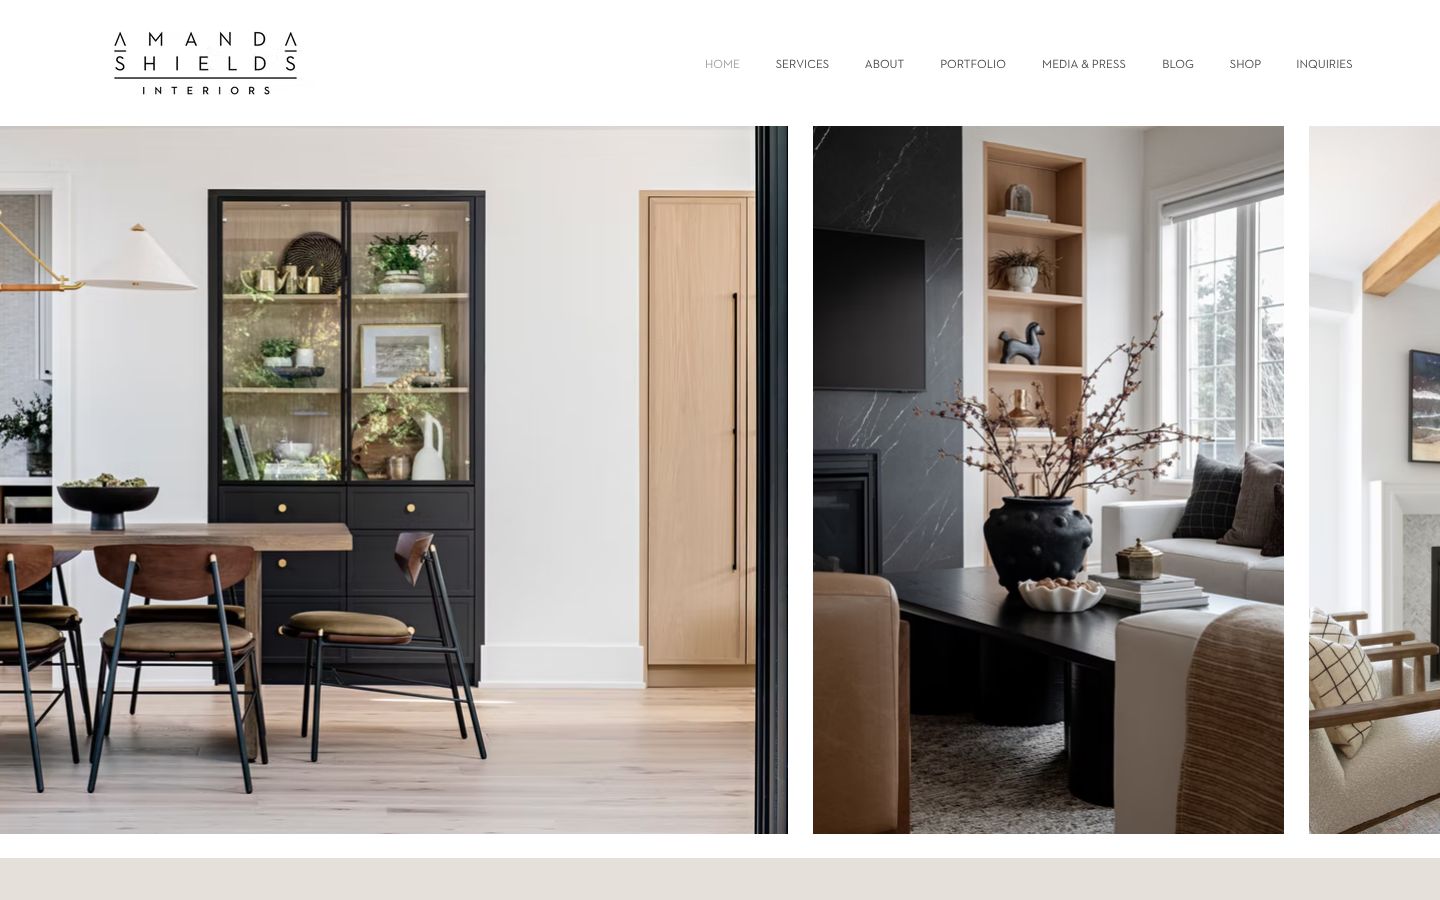 AMANDA
SHIELDS
INTERIORS
HOME SERVICES ABOUT PORTFOLIO MEDIA & PRESS BLOG SHOP INQUIRIES